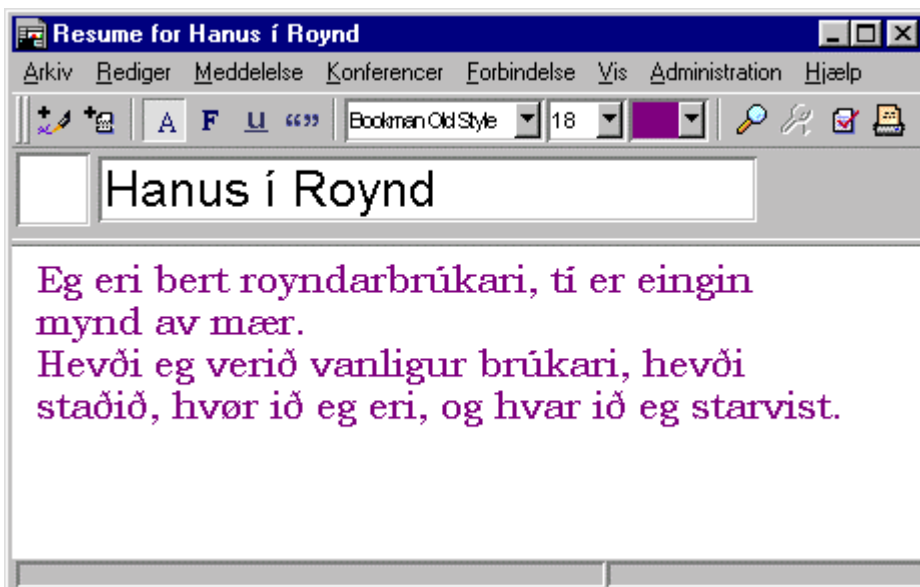 Resume for Hanus í Roynd
Arkiv Rediger Meddelelse Konferencer Forbindelse Vis Administration Hjælp
A F U “” Bookman Old Style 18
Hanus í Roynd
Eg eri bert royndarbrúkari, tí er eingin
mynd av mær.
Hevði eg verið vanligur brúkari, hevði
staðið, hvør ið eg eri, og hvar ið eg starvist.